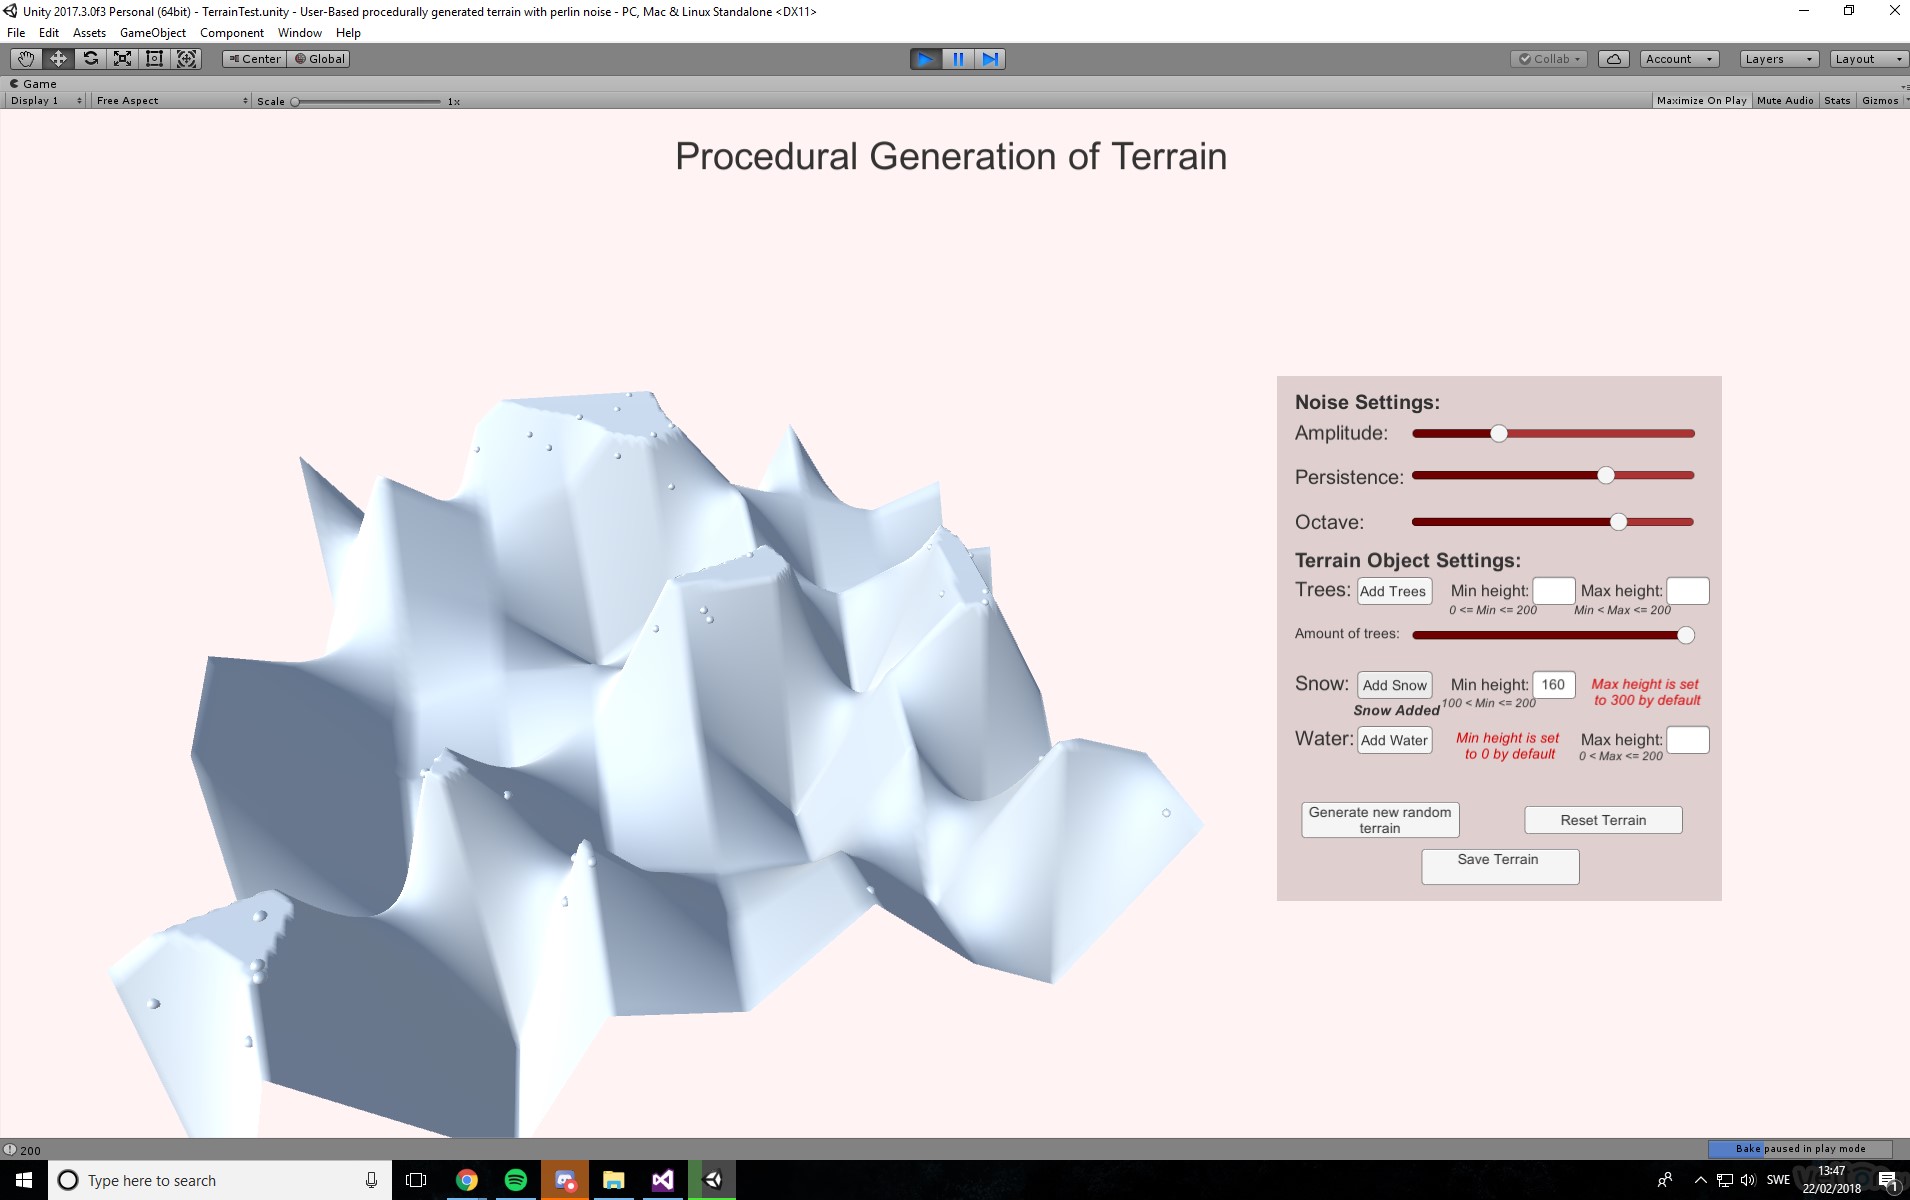 Unity 2017.3.0f3 Personal (64bit) - TerrainTest.unity - User-Based procedurally generated terrain with perlin noise - PC, Mac & Linux Standalone <DX11>
File Edit Assets GameObject Component Window Help
Center Global Collab Account Layers Layout
Game
Display 1 Free Aspect Scale 1x Maximize On Play Mute Audio Stats Gizmos
Procedural Generation of Terrain
Noise Settings:
Amplitude:
Persistence:
Octave:
Terrain Object Settings:
Trees: Add Trees Min height: Max height:
0 <= Min <= 200 Min < Max <= 200
Amount of trees:
Snow: Add Snow Min height: 160 Max height is set
to 300 by default
Snow Added 100 < Min <= 200
Water: Add Water Min height is set
to 0 by default
Max height:
0 < Max <= 200
Generate new random
terrain
Reset Terrain
Save Terrain
200 Bake paused in play mode
Type here to search
SWE 13:47
22/02/2018 1